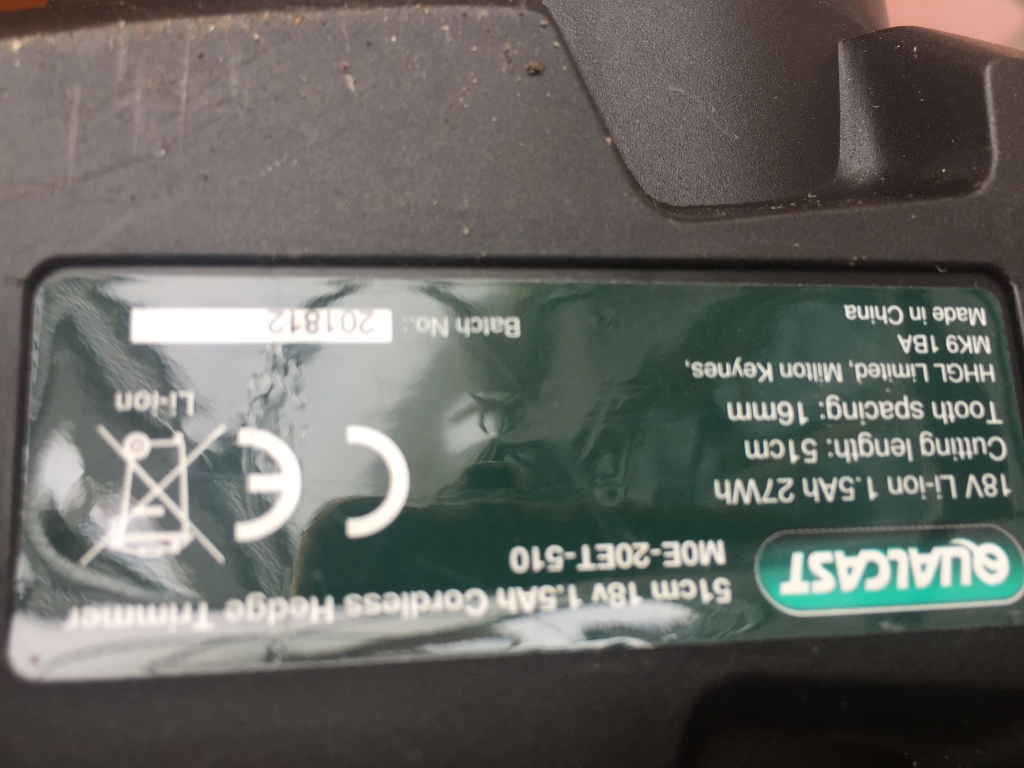 QUALCAST
51cm 18v 1.5Ah Cordless Hedge Trimmer
M0E-20ET-510
18V Li-ion 1.5Ah 27Wh
Cutting length: 51cm
Tooth spacing: 16mm
HHGL Limited, Milton Keynes,
MK9 1BA
Made in China
CE
Li-ion
Batch No.: 201812